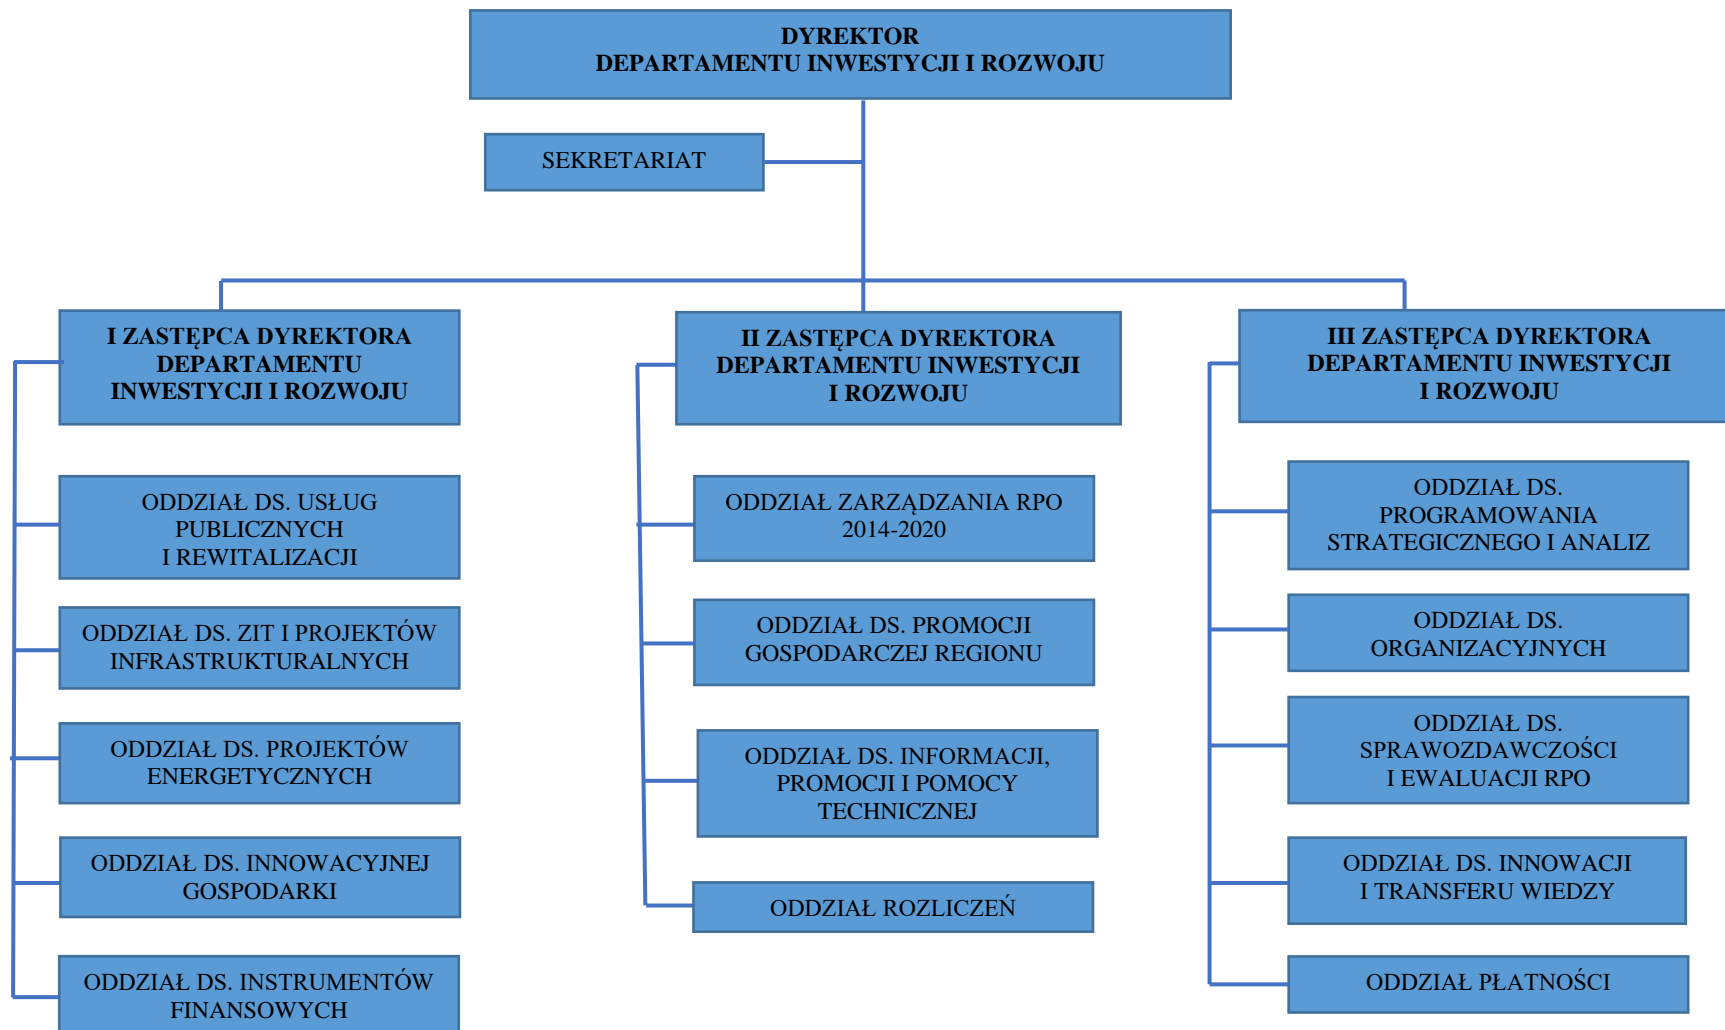 DYREKTOR
DEPARTAMENTU INWESTYCJI I ROZWOJU
SEKRETARIAT
I ZASTĘPCA DYREKTORA
DEPARTAMENTU
INWESTYCJI I ROZWOJU
ODDZIAŁ DS. USŁUG
PUBLICZNYCH
I REWITALIZACJI
ODDZIAŁ DS. ZIT I PROJEKTÓW
INFRASTRUKTURALNYCH
ODDZIAŁ DS. PROJEKTÓW
ENERGETYCZNYCH
ODDZIAŁ DS. INNOWACYJNEJ
GOSPODARKI
ODDZIAŁ DS. INSTRUMENTÓW
FINANSOWYCH
II ZASTĘPCA DYREKTORA
DEPARTAMENTU INWESTYCJI
I ROZWOJU
ODDZIAŁ ZARZĄDZANIA RPO
2014-2020
ODDZIAŁ DS. PROMOCJI
GOSPODARCZEJ REGIONU
ODDZIAŁ DS. INFORMACJI,
PROMOCJI I POMOCY
TECHNICZNEJ
ODDZIAŁ ROZLICZEŃ
III ZASTĘPCA DYREKTORA
DEPARTAMENTU INWESTYCJI
I ROZWOJU
ODDZIAŁ DS.
PROGRAMOWANIA
STRATEGICZNEGO I ANALIZ
ODDZIAŁ DS.
ORGANIZACYJNYCH
ODDZIAŁ DS.
SPRAWOZDAWCZOŚCI
I EWALUACJI RPO
ODDZIAŁ DS. INNOWACJI
I TRANSFERU WIEDZY
ODDZIAŁ PŁATNOŚCI